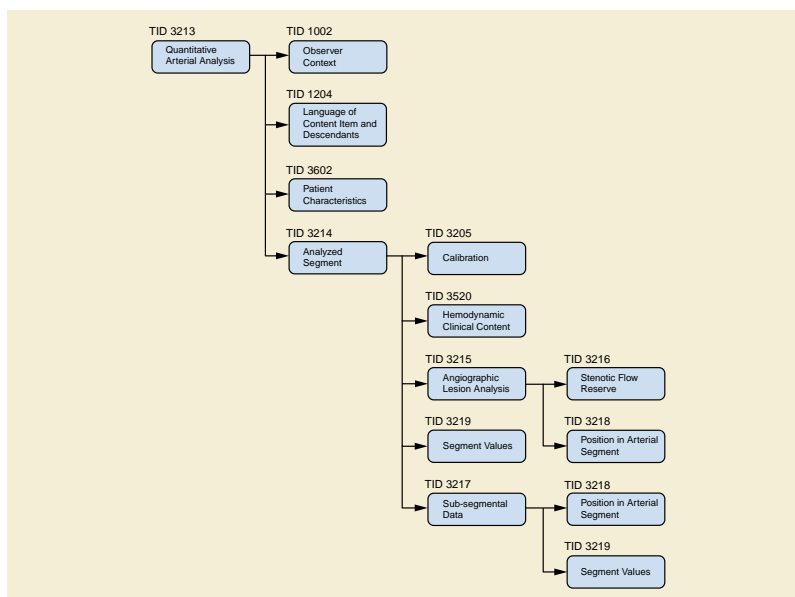 TID 3213
Quantitative
Arterial Analysis
TID 1002
Observer
Context
TID 1204
Language of
Content Item and
Descendants
TID 3602
Patient
Characteristics
TID 3214
Analyzed
Segment
TID 3205
Calibration
TID 3520
Hemodynamic
Clinical Content
TID 3215
Angiographic
Lesion Analysis
TID 3216
Stenotic Flow
Reserve
TID 3218
Position in Arterial
Segment
TID 3219
Segment Values
TID 3217
Sub-segmental
Data
TID 3218
Position in Arterial
Segment
TID 3219
Segment Values